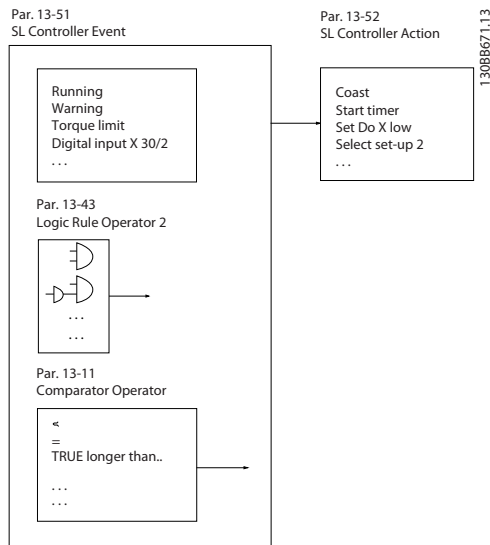 Par. 13-51
SL Controller Event
Par. 13-52
SL Controller Action
130BB671.13
Running
Warning
Torque limit
Digital input X 30/2
. . .
Coast
Start timer
Set Do X low
Select set-up 2
. . .
Par. 13-43
Logic Rule Operator 2
. . .
. . .
Par. 13-11
Comparator Operator
=
TRUE longer than..
. . .
. . .